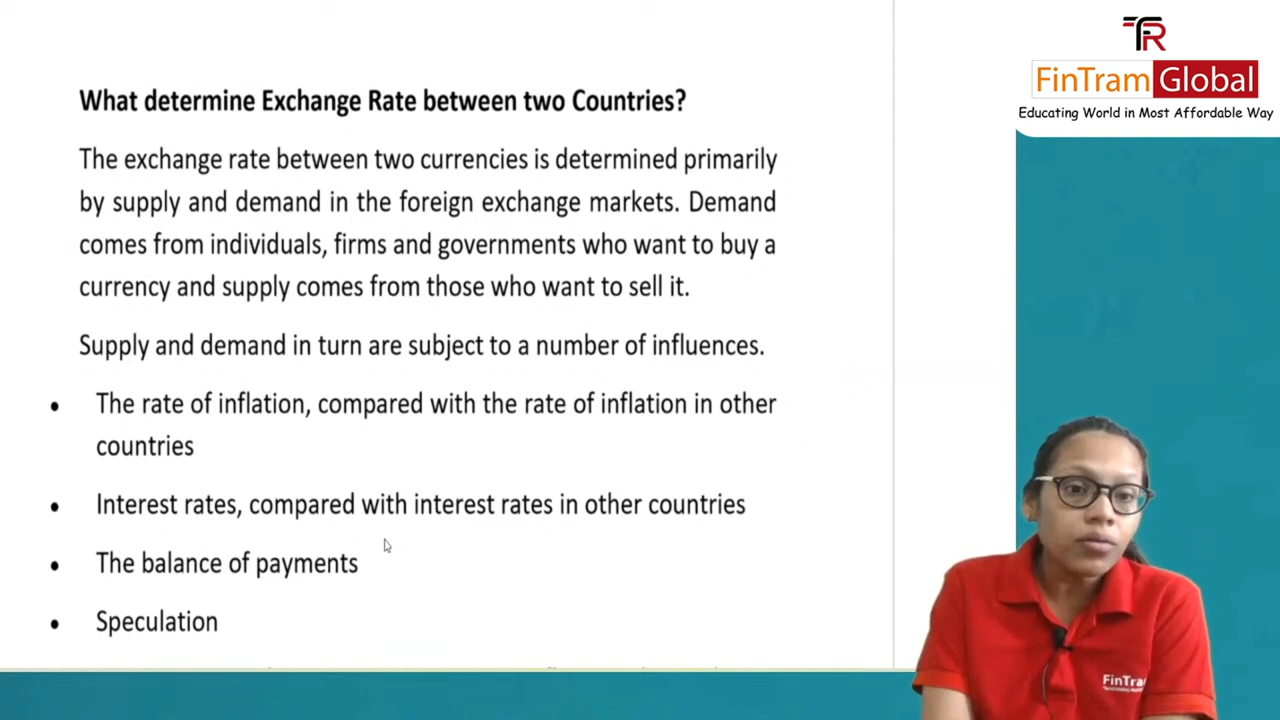 What determine Exchange Rate between two Countries?
The exchange rate between two currencies is determined primarily
by supply and demand in the foreign exchange markets. Demand
comes from individuals, firms and governments who want to buy a
currency and supply comes from those who want to sell it.
Supply and demand in turn are subject to a number of influences.
• The rate of inflation, compared with the rate of inflation in other
countries
• Interest rates, compared with interest rates in other countries
• The balance of payments
• Speculation
FinTram Global
Educating World in Most Affordable Way
FinTra